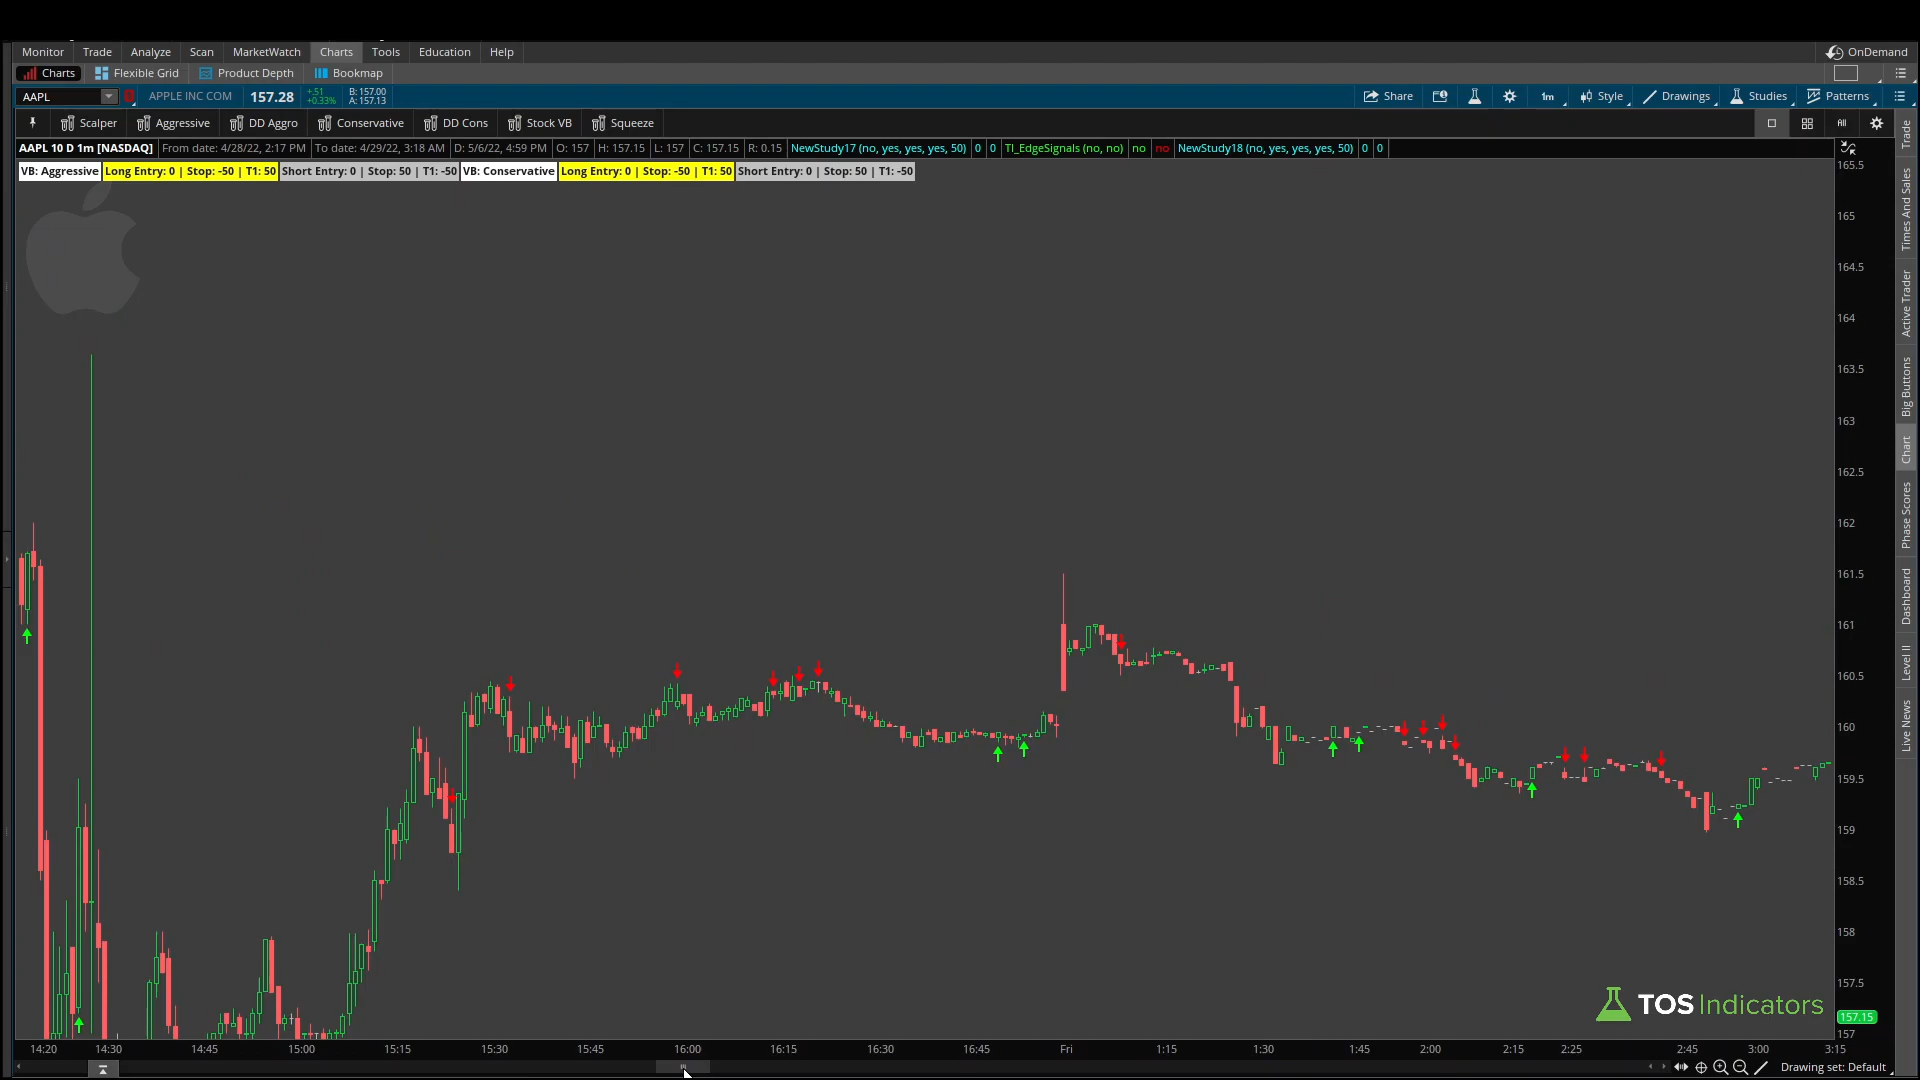 Monitor Trade Analyze Scan MarketWatch Charts Tools Education Help OnDemand
Charts Flexible Grid Product Depth Bookmap
AAPL APPLE INC COM 157.28 +.51 +0.33% B: 157.00 A: 157.13 Share 1m Style Drawings Studies Patterns
Scalper Aggressive DD Aggro Conservative DD Cons Stock VB Squeeze All
AAPL 10 D 1m [NASDAQ] From date: 4/28/22, 2:17 PM To date: 4/29/22, 3:18 AM D: 5/6/22, 4:59 PM O: 157 H: 157.15 L: 157 C: 157.15 R: 0.15 NewStudy17 (no, yes, yes, yes, 50) 0 0 TI_EdgeSignals (no, no) no no NewStudy18 (no, yes, yes, yes, 50) 0 0
VB: Aggressive Long Entry: 0 | Stop: -50 | T1: 50 Short Entry: 0 | Stop: 50 | T1: -50 VB: Conservative Long Entry: 0 | Stop: -50 | T1: 50 Short Entry: 0 | Stop: 50 | T1: -50
165.5
165
164.5
164
163.5
163
162.5
162
161.5
161
160.5
160
159.5
159
158.5
158
157.5
157.15
157
Trade
Times And Sales
Active Trader
Big Buttons
Chart
Phase Scores
Dashboard
Level II
Live News
TOS Indicators
14:20 14:30 14:45 15:00 15:15 15:30 15:45 16:00 16:15 16:30 16:45 Fri 1:15 1:30 1:45 2:00 2:15 2:25 2:45 3:00 3:15
Drawing set: Default